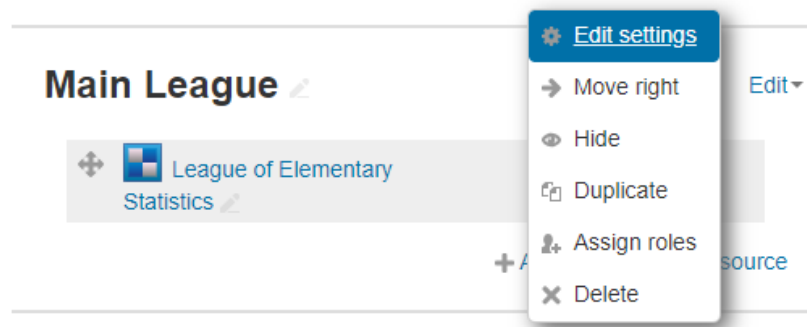 Edit settings
Main League
Move right
Edit
Hide
League of Elementary
Statistics
Duplicate
Assign roles
source
Delete